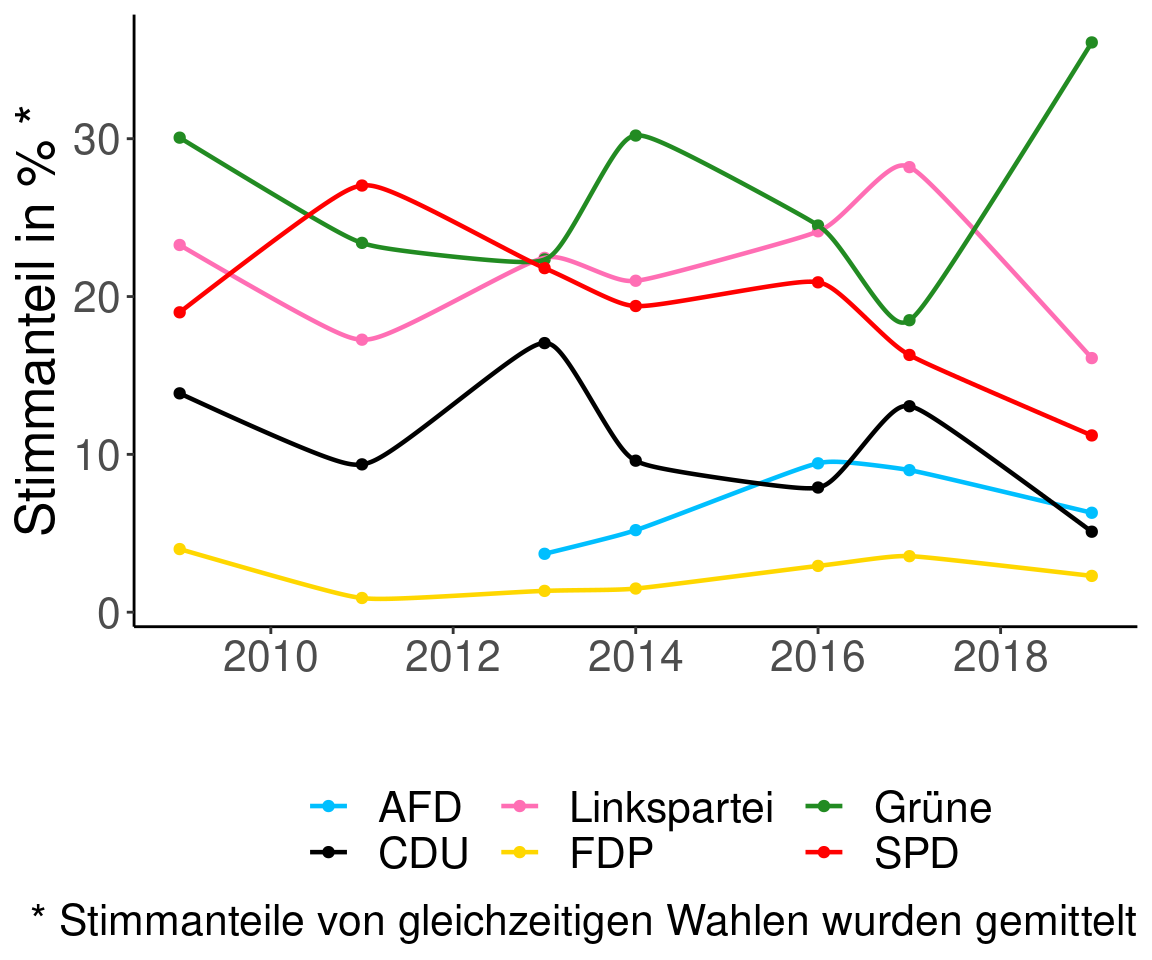 Stimmanteil in % *
30
20
10
0
2010 2012 2014 2016 2018
AFD Linkspartei Grüne
CDU FDP SPD
* Stimmanteile von gleichzeitigen Wahlen wurden gemittelt